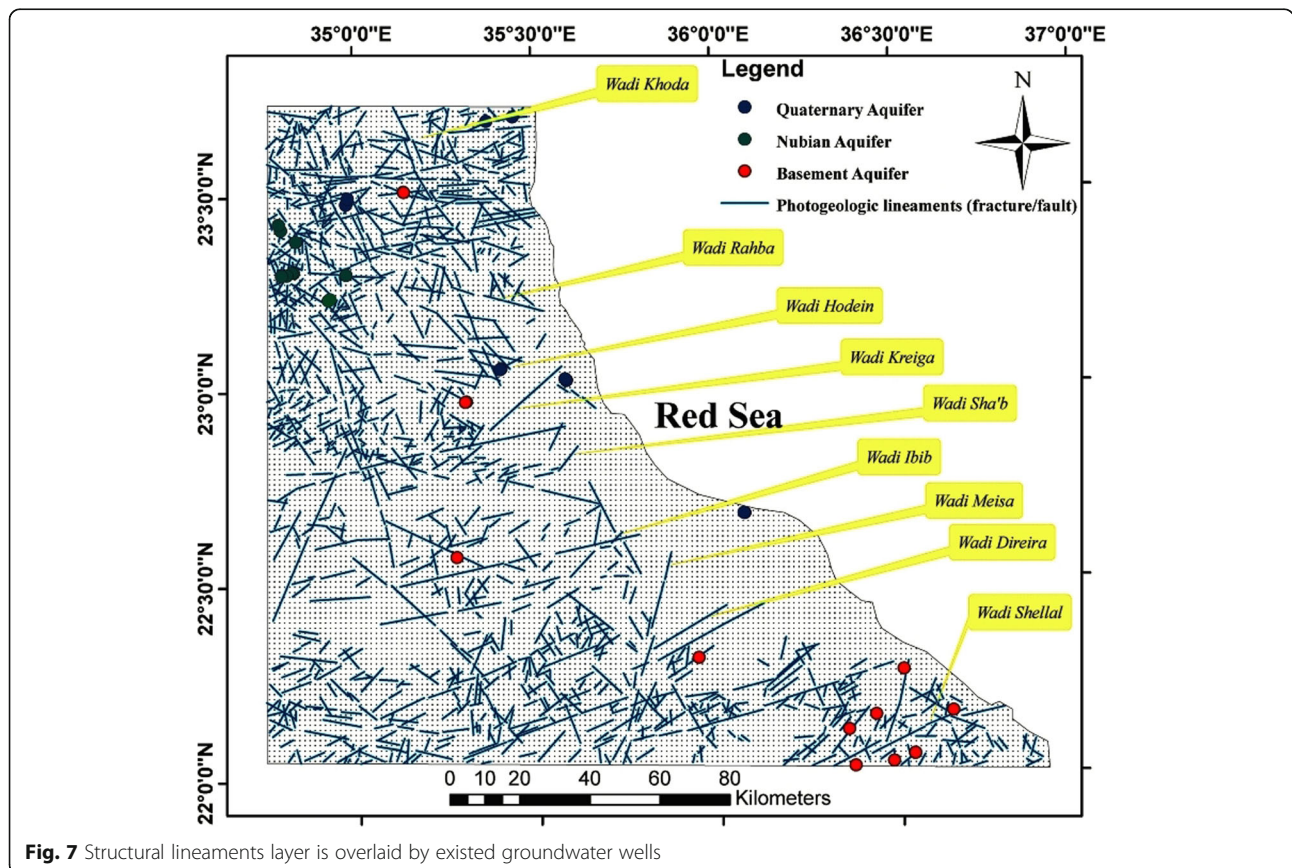 35°0'0"E 35°30'0"E 36°0'0"E 36°30'0"E 37°0'0"E
Legend
Quaternary Aquifer
Nubian Aquifer
Basement Aquifer
Photogeologic lineaments (fracture/fault)
N
Wadi Khoda
23°30'0"N
Wadi Rahba
Wadi Hodein
Wadi Kreiga
23°0'0"N
Red Sea
Wadi Sha'b
Wadi Ibib
Wadi Meisa
Wadi Direira
22°30'0"N
Wadi Shellal
22°0'0"N
0 10 20 40 60 80
Kilometers
Fig. 7 Structural lineaments layer is overlaid by existed groundwater wells